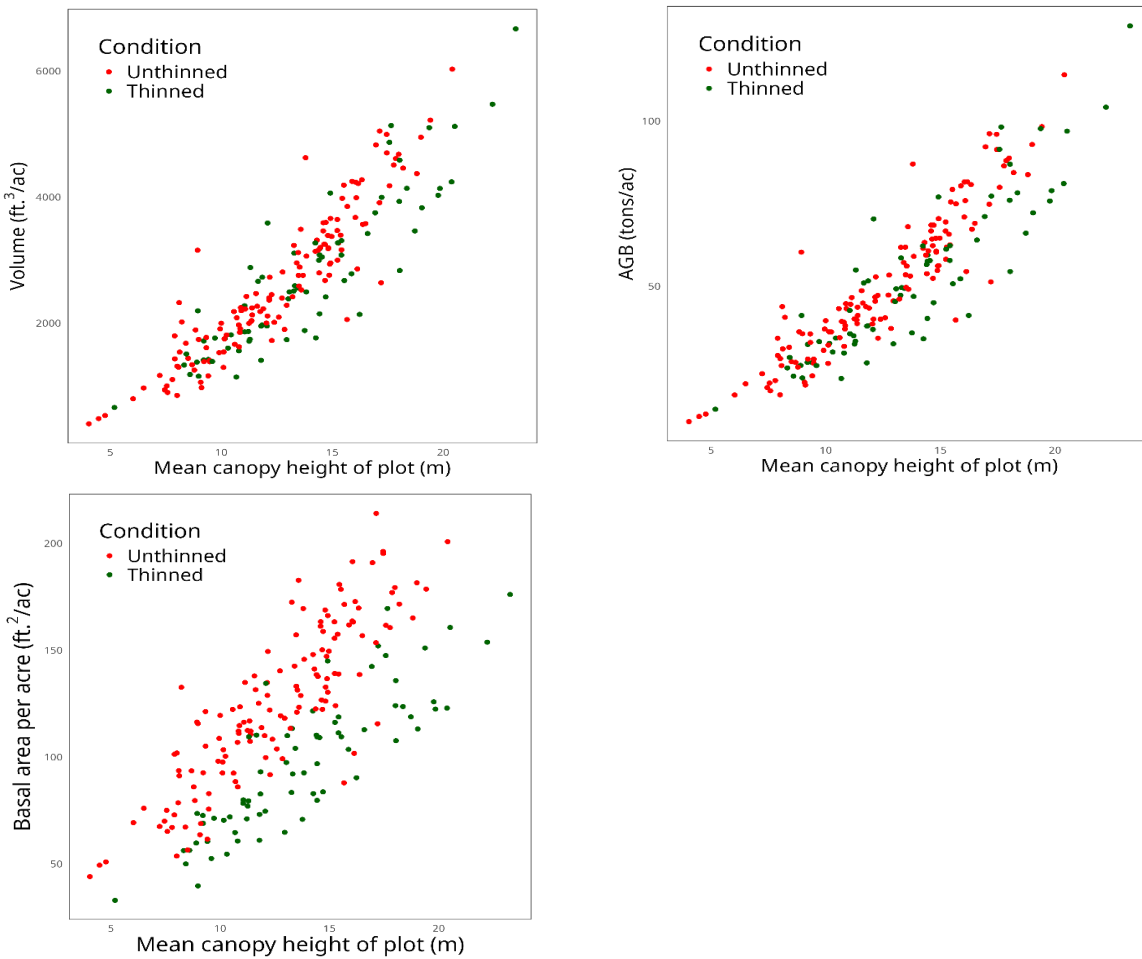 Condition
Unthinned
Thinned
Volume (ft.³/ac)
6000
4000
2000
5
10
15
20
Mean canopy height of plot (m)
Condition
Unthinned
Thinned
AGB (tons/ac)
100
50
5
10
15
20
Mean canopy height of plot (m)
Condition
Unthinned
Thinned
Basal area per acre (ft.²/ac)
200
150
100
50
5
10
15
20
Mean canopy height of plot (m)